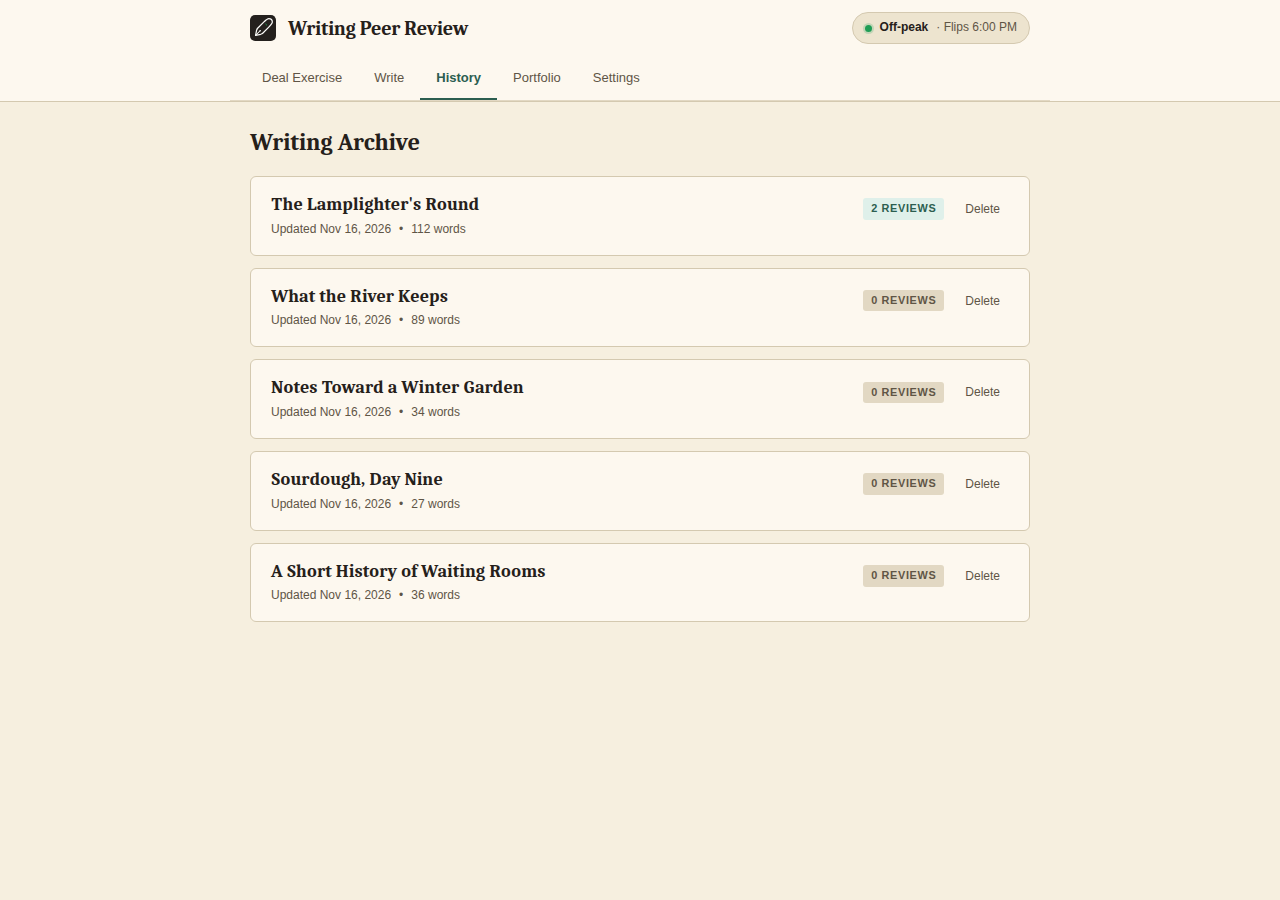 Writing Peer Review
Off-peak · Flips 6:00 PM
Deal Exercise Write History Portfolio Settings
Writing Archive
The Lamplighter's Round
2 REVIEWS Delete
Updated Nov 16, 2026 • 112 words
What the River Keeps
0 REVIEWS Delete
Updated Nov 16, 2026 • 89 words
Notes Toward a Winter Garden
0 REVIEWS Delete
Updated Nov 16, 2026 • 34 words
Sourdough, Day Nine
0 REVIEWS Delete
Updated Nov 16, 2026 • 27 words
A Short History of Waiting Rooms
0 REVIEWS Delete
Updated Nov 16, 2026 • 36 words